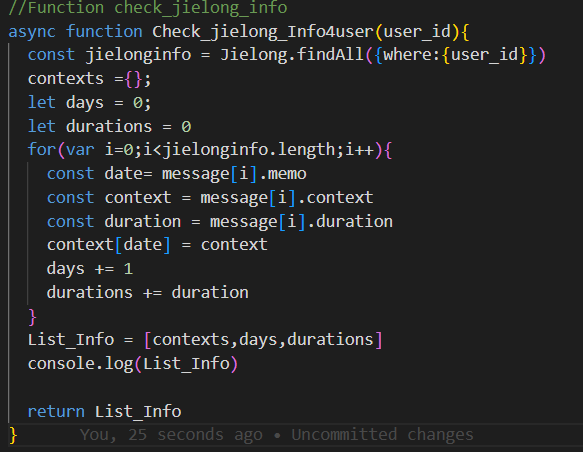 //Function check_jielong_info
async function Check_jielong_Info4user(user_id){
const jielonginfo = Jielong.findAll({where:{user_id}})
contexts ={};
let days = 0;
let durations = 0
for(var i=0;i<jielonginfo.length;i++){
const date= message[i].memo
const context = message[i].context
const duration = message[i].duration
context[date] = context
days += 1
durations += duration
}
List_Info = [contexts,days,durations]
console.log(List_Info)
return List_Info
} You, 25 seconds ago • Uncommitted changes